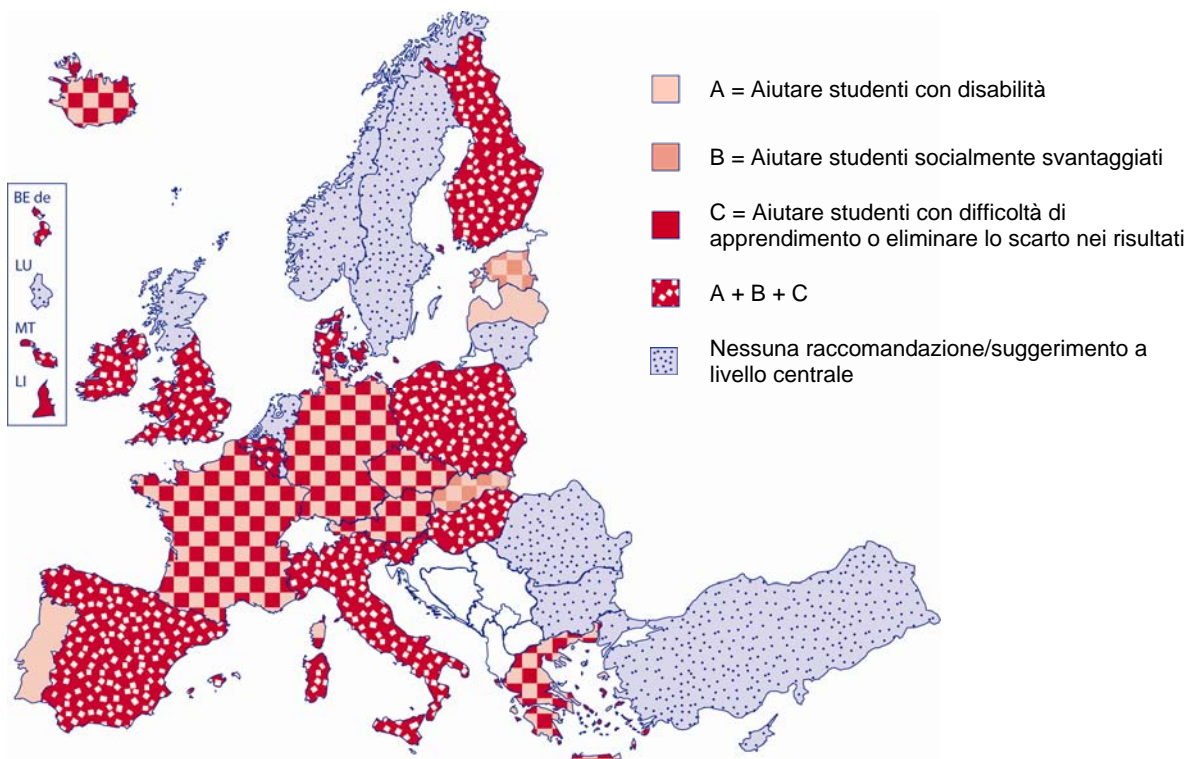 A = Aiutare studenti con disabilità
B = Aiutare studenti socialmente svantaggiati
C = Aiutare studenti con difficoltà di
apprendimento o eliminare lo scarto nei risultati
A + B + C
Nessuna raccomandazione/suggerimento a
livello centrale
BE de
LU
MT
LI